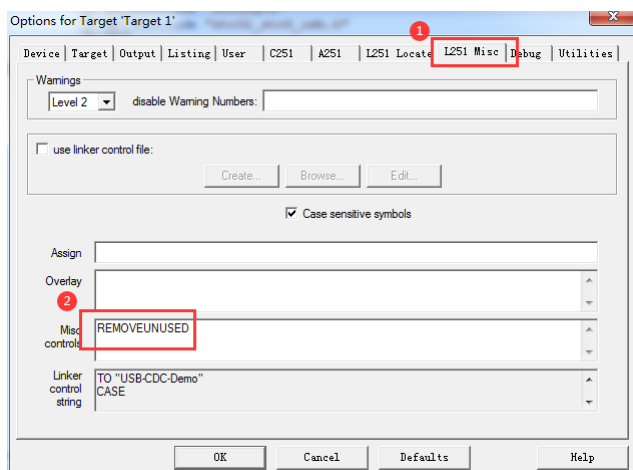 Options for Target 'Target 1'
1
Device Target Output Listing User C251 A251 L251 Locate L251 Misc Debug Utilities
Warnings
Level 2 disable Warning Numbers:
use linker control file:
Create... Browse... Edit...
Case sensitive symbols
Assign
Overlay
2
Misc controls
REMOVEUNUSED
Linker control string
TO "USB-CDC-Demo"
CASE
OK Cancel Defaults Help